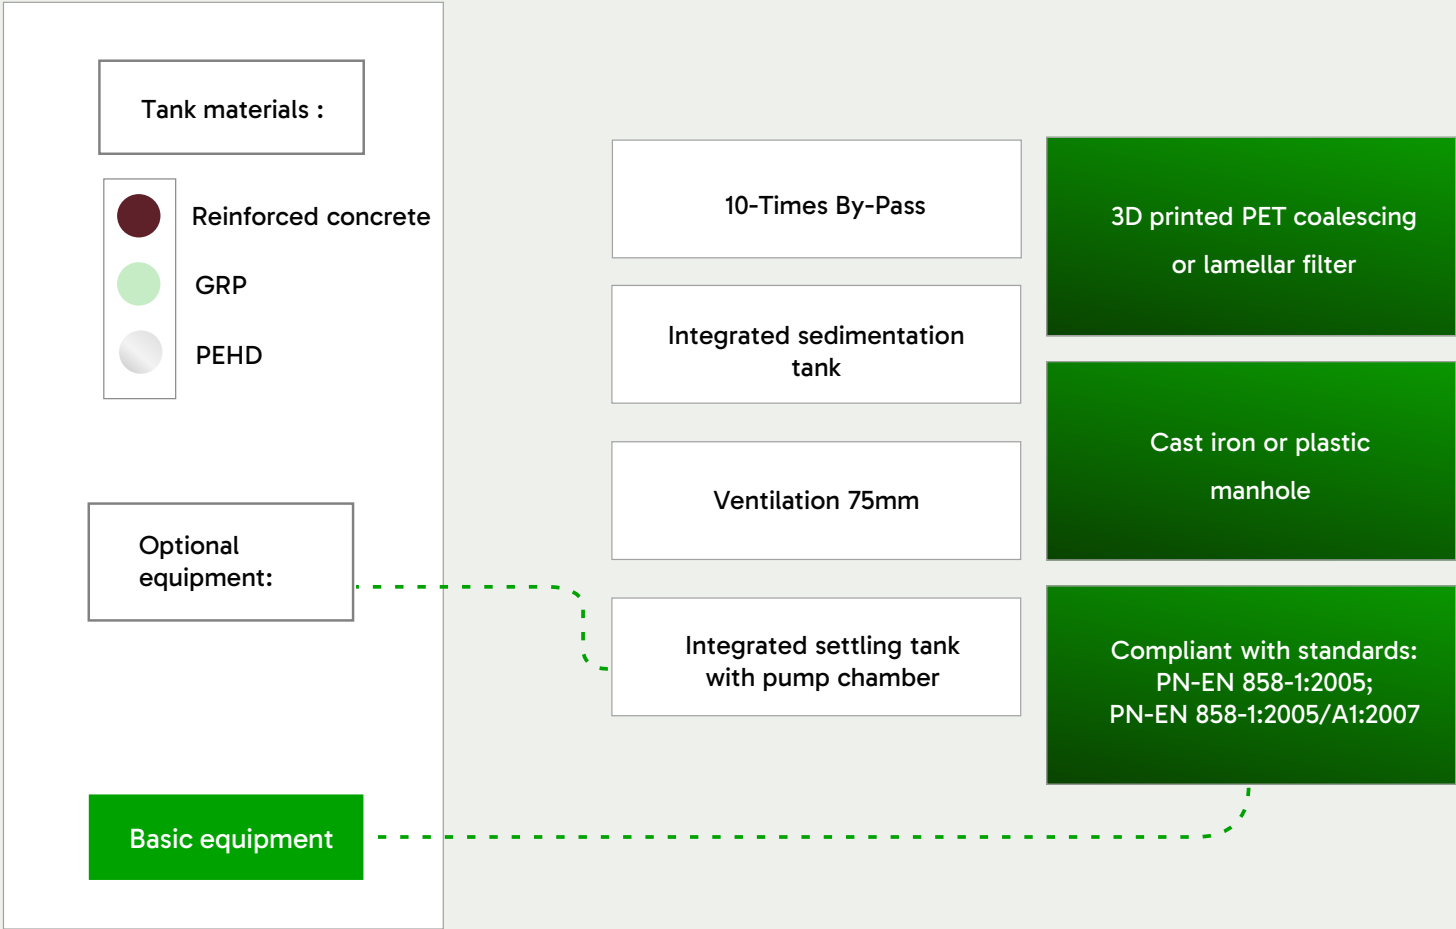 Tank materials :
Reinforced concrete
GRP
PEHD
Optional
equipment:
Basic equipment
10-Times By-Pass
Integrated sedimentation
tank
Ventilation 75mm
Integrated settling tank
with pump chamber
3D printed PET coalescing
or lamellar filter
Cast iron or plastic
manhole
Compliant with standards:
PN-EN 858-1:2005;
PN-EN 858-1:2005/A1:2007